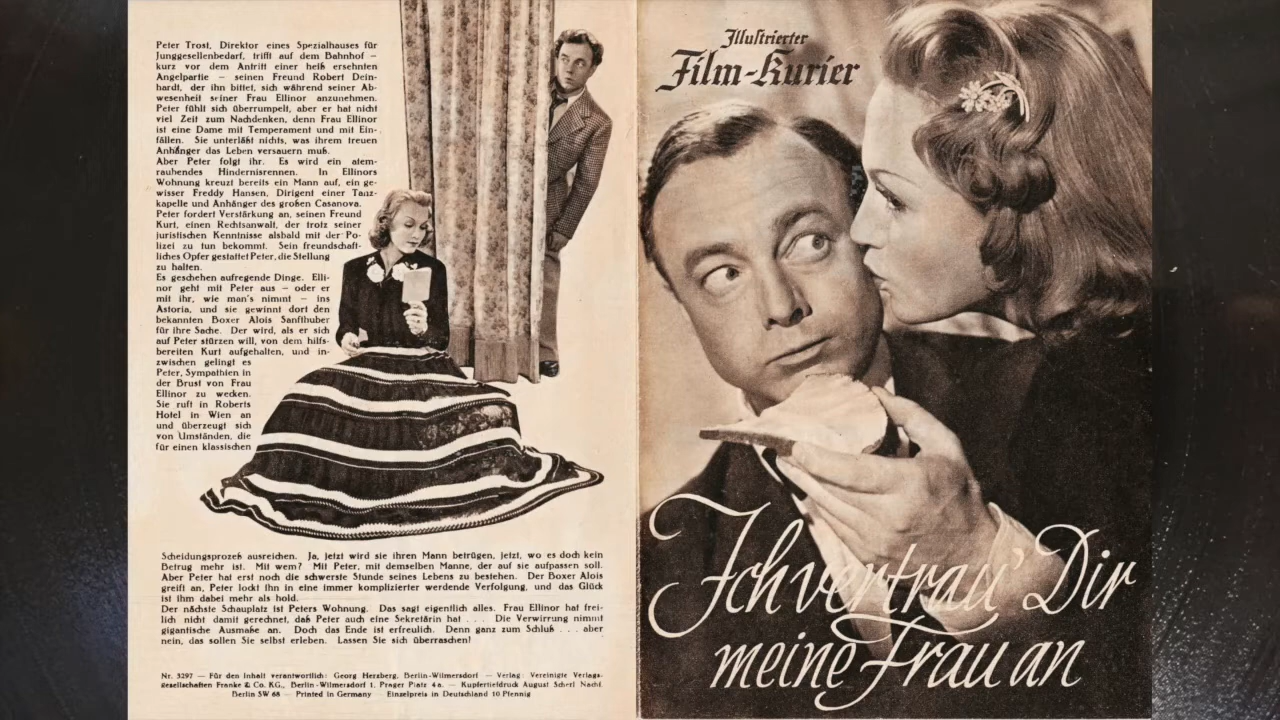 Peter Trost, Direktor eines Spezialhauses für
Junggesellenbedarf, trifft auf dem Bahnhof –
kurz vor dem Antritt einer heiß ersehnten
Angelpartie – seinen Freund Robert Dein-
hardt, der ihn bittet, sich während seiner Ab-
wesenheit seiner Frau Ellinor anzunehmen.
Peter fühlt sich überrumpelt, aber er hat nicht
viel Zeit zum Nachdenken, denn Frau Ellinor
ist eine Dame mit Temperament und mit Ein-
fällen. Sie unterläßt nichts, was ihrem treuen
Anhänger das Leben versauern muß.
Aber Peter folgt ihr. Es wird ein atem-
raubendes Hindernisrennen. In Ellinors
Wohnung kreuzt bereits ein Mann auf, ein ge-
wisser Freddy Hansen, Dirigent einer Tanz-
kapelle und Anhänger des großen Casanova.
Peter fordert Verstärkung an, seinen Freund
Kurt, einen Rechtsanwalt, der trotz seiner
juristischen Kenntnisse alsbald mit der Po-
lizei zu tun bekommt. Sein freundschaft-
liches Opfer gestattet Peter, die Stellung
zu halten.
Es geschehen aufregende Dinge. Elli-
nor geht mit Peter aus – oder er
mit ihr, wie man's nimmt – ins
Astoria, und sie gewinnt dort den
bekannten Boxer Alois Sanfthuber
für ihre Sache. Der wird, als er sich
auf Peter stürzen will, von dem hilfs-
bereiten Kurt aufgehalten, und in-
zwischen gelingt es
Peter, Sympathien in
der Brust von Frau
Ellinor zu wecken.
Sie ruft in Roberts
Hotel in Wien an
und überzeugt sich
von Umständen, die
für einen klassischen
Scheidungsprozeß ausreichen. Ja, jetzt wird sie ihren Mann betrügen, jetzt, wo es doch kein
Betrug mehr ist. Mit wem? Mit Peter, mit demselben Manne, der auf sie aufpassen soll.
Aber Peter hat erst noch die schwerste Stunde seines Lebens zu bestehen. Der Boxer Alois
greift an, Peter lockt ihn in eine immer komplizierter werdende Verfolgung, und das Glück
ist ihm dabei mehr als hold.
Der nächste Schauplatz ist Peters Wohnung. Das sagt eigentlich alles. Frau Ellinor hat frei-
lich nicht damit gerechnet, daß Peter auch eine Sekretärin hat . . . Die Verwirrung nimmt
gigantische Ausmaße an. Doch das Ende ist erfreulich. Denn ganz zum Schluß . . . aber
nein, das sollen Sie selbst erleben. Lassen Sie sich überraschen!
Nr. 3297 — Für den Inhalt verantwortlich: Georg Herzberg, Berlin-Wilmersdorf — Verlag: Vereinigte Verlags-
gesellschaften Franke & Co. KG., Berlin-Wilmersdorf 1, Prager Platz 4 a. — Kupfertiefdruck August Scherl Nachf.
Berlin SW 68 — Printed in Germany — Einzelpreis in Deutschland 10 Pfennig
Illustrierter
Film-Kurier
Ich vertrau' Dir
meine Frau an